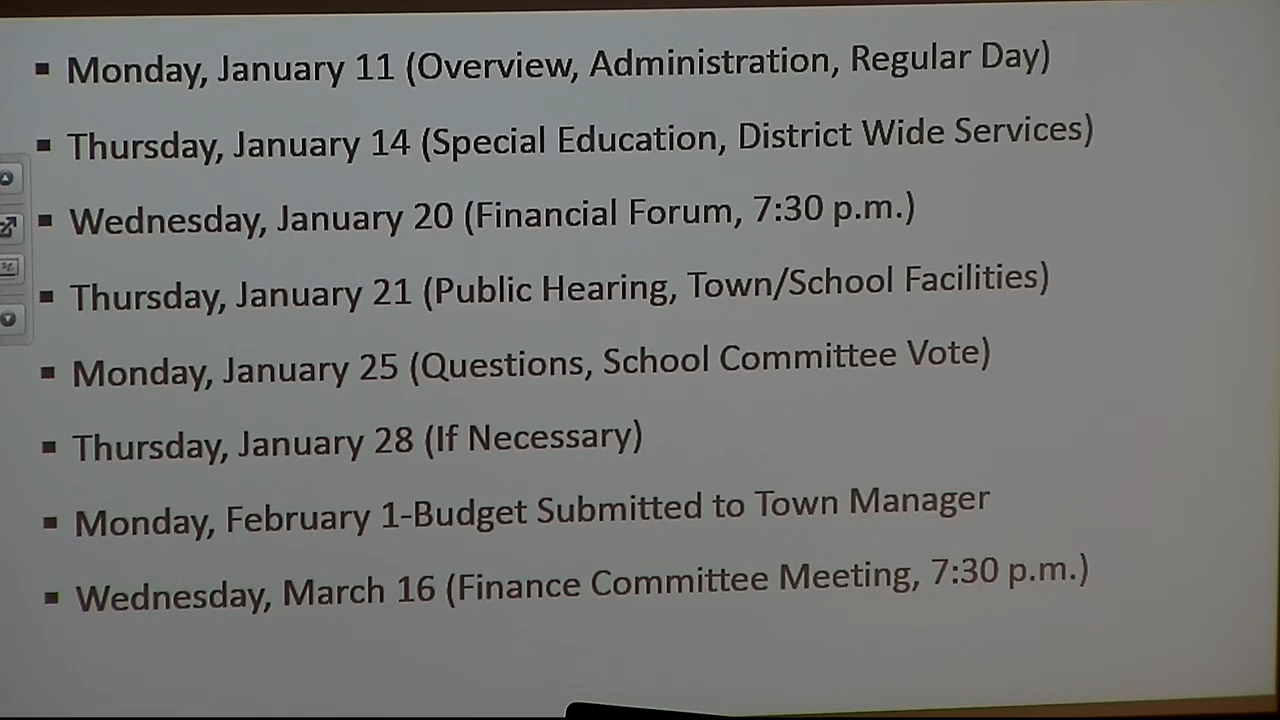 ▪ Monday, January 11 (Overview, Administration, Regular Day)
▪ Thursday, January 14 (Special Education, District Wide Services)
▪ Wednesday, January 20 (Financial Forum, 7:30 p.m.)
▪ Thursday, January 21 (Public Hearing, Town/School Facilities)
▪ Monday, January 25 (Questions, School Committee Vote)
▪ Thursday, January 28 (If Necessary)
▪ Monday, February 1-Budget Submitted to Town Manager
▪ Wednesday, March 16 (Finance Committee Meeting, 7:30 p.m.)